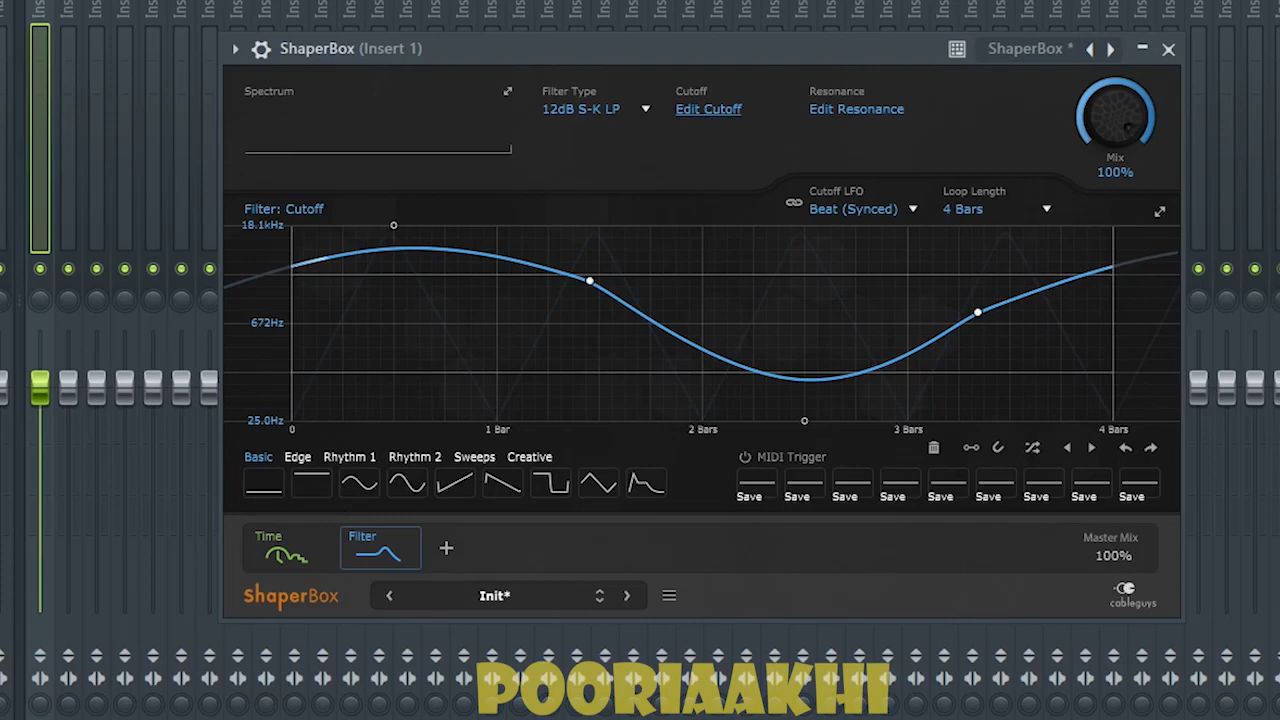 ShaperBox (Insert 1)
ShaperBox *
Spectrum
Filter Type
12dB S-K LP
Cutoff
Edit Cutoff
Resonance
Edit Resonance
Mix
100%
Cutoff LFO
Beat (Synced)
Loop Length
4 Bars
Filter: Cutoff
18.1kHz
672Hz
25.0Hz
0 1 Bar 2 Bars 3 Bars 4 Bars
Basic Edge Rhythm 1 Rhythm 2 Sweeps Creative
MIDI Trigger
Save Save Save Save Save Save Save Save Save
Time
Filter
Master Mix
100%
ShaperBox
Init*
cableguys
POORIAAKHI